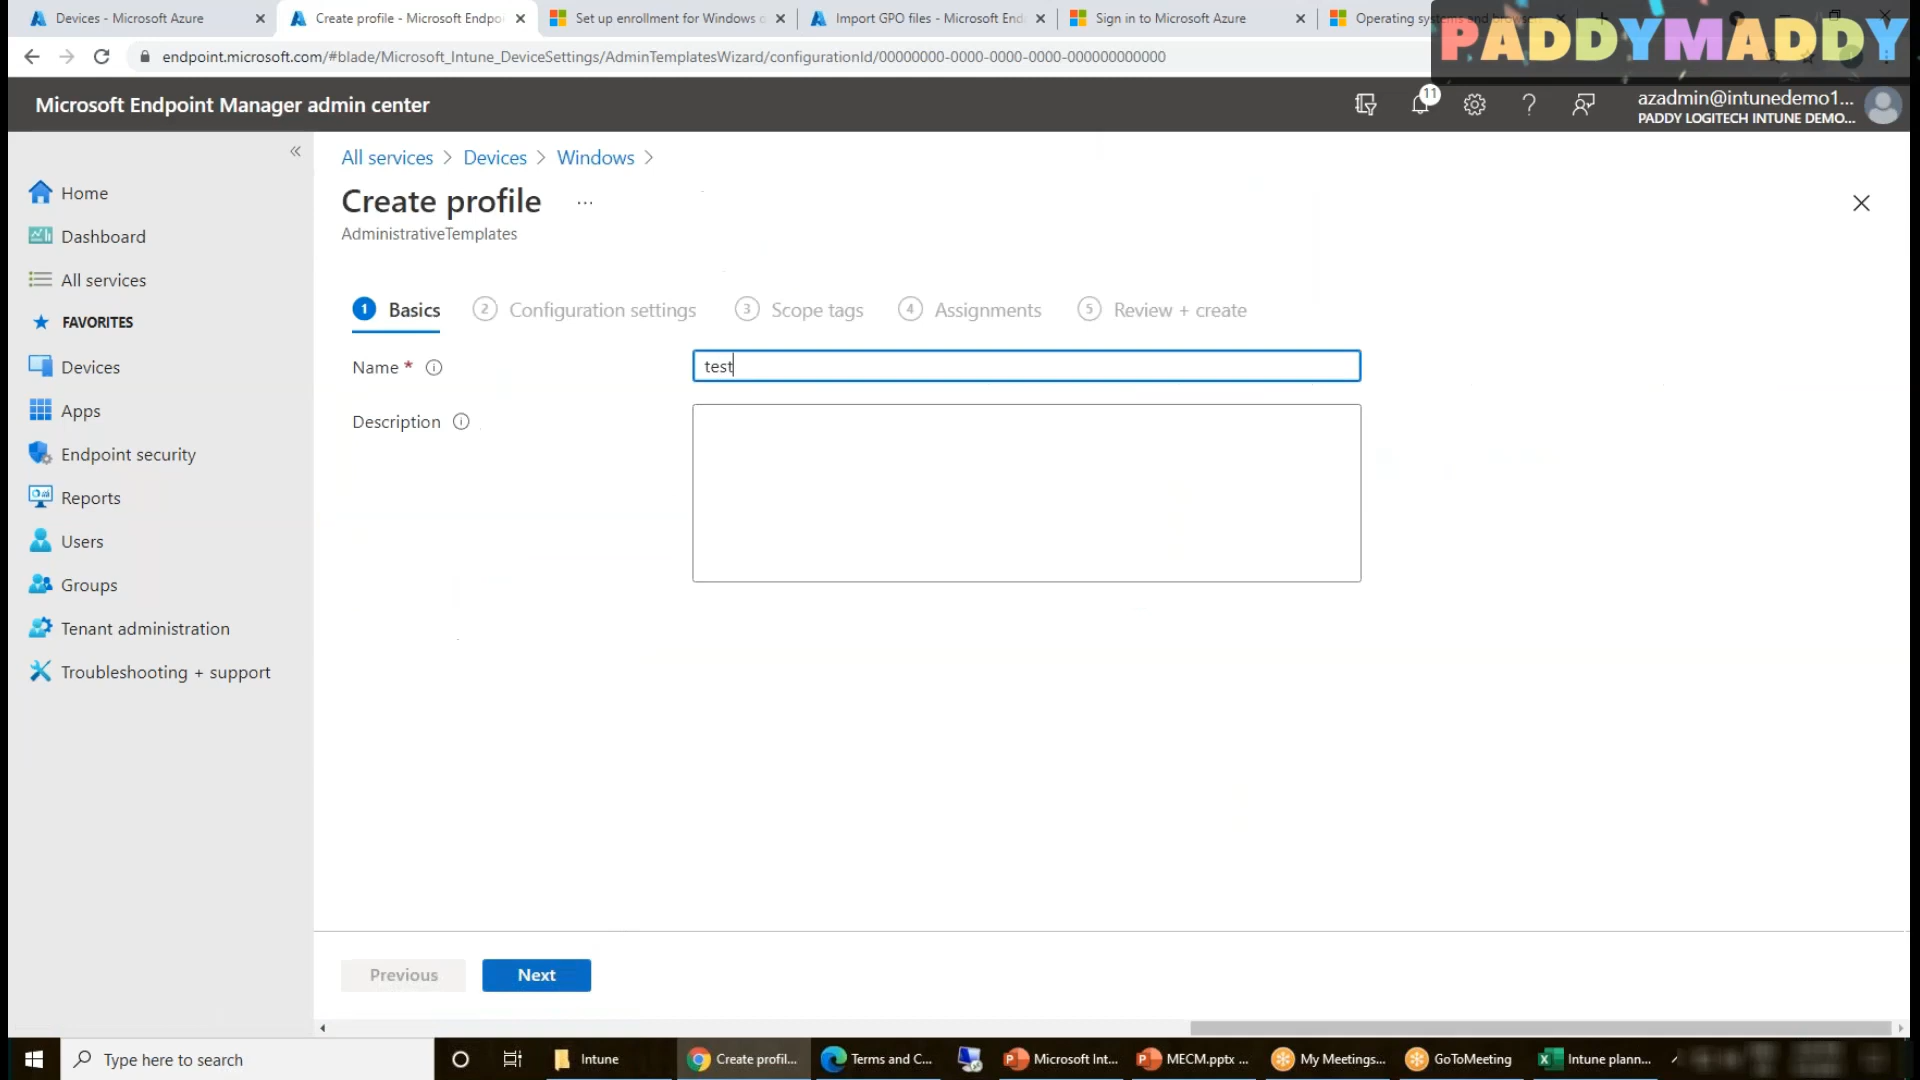 Devices - Microsoft Azure
Create profile - Microsoft Endpo
Set up enrollment for Windows
Import GPO files - Microsoft End
Sign in to Microsoft Azure
Operating
PADDYMADDY
endpoint.microsoft.com/#blade/Microsoft_Intune_DeviceSettings/AdminTemplatesWizard/configurationId/00000000-0000-0000-0000-000000000000
Microsoft Endpoint Manager admin center
11
azadmin@intunedemo1...
PADDY LOGITECH INTUNE DEMO...
All services > Devices > Windows >
Create profile ...
AdministrativeTemplates
Home
Dashboard
All services
FAVORITES
Devices
Apps
Endpoint security
Reports
Users
Groups
Tenant administration
Troubleshooting + support
1 Basics
2 Configuration settings
3 Scope tags
4 Assignments
5 Review + create
Name *
test
Description
Previous
Next
Type here to search
Intune
Create profil...
Terms and C...
Microsoft Int...
MECM.pptx ...
My Meetings...
GoToMeeting
Intune plann...